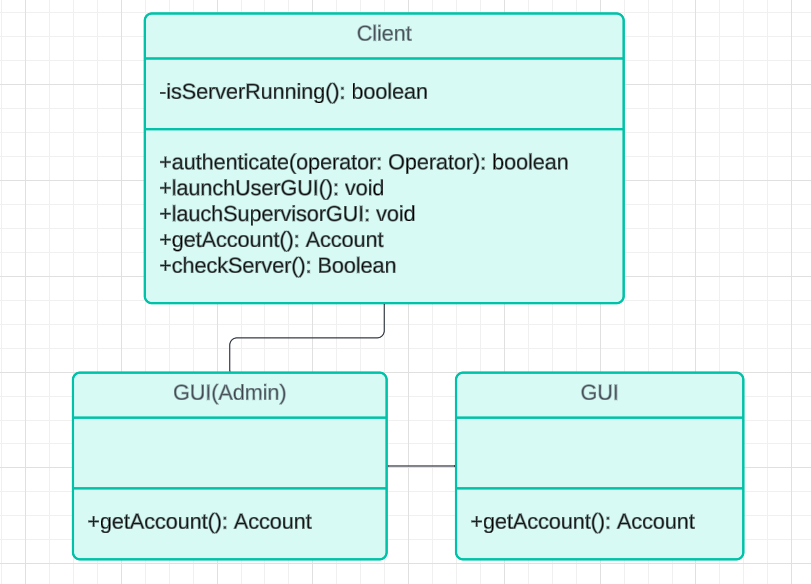 Client
-isServerRunning(): boolean
+authenticate(operator: Operator): boolean
+launchUserGUI(): void
+lauchSupervisorGUI: void
+getAccount(): Account
+checkServer(): Boolean
GUI(Admin)
+getAccount(): Account
GUI
+getAccount(): Account